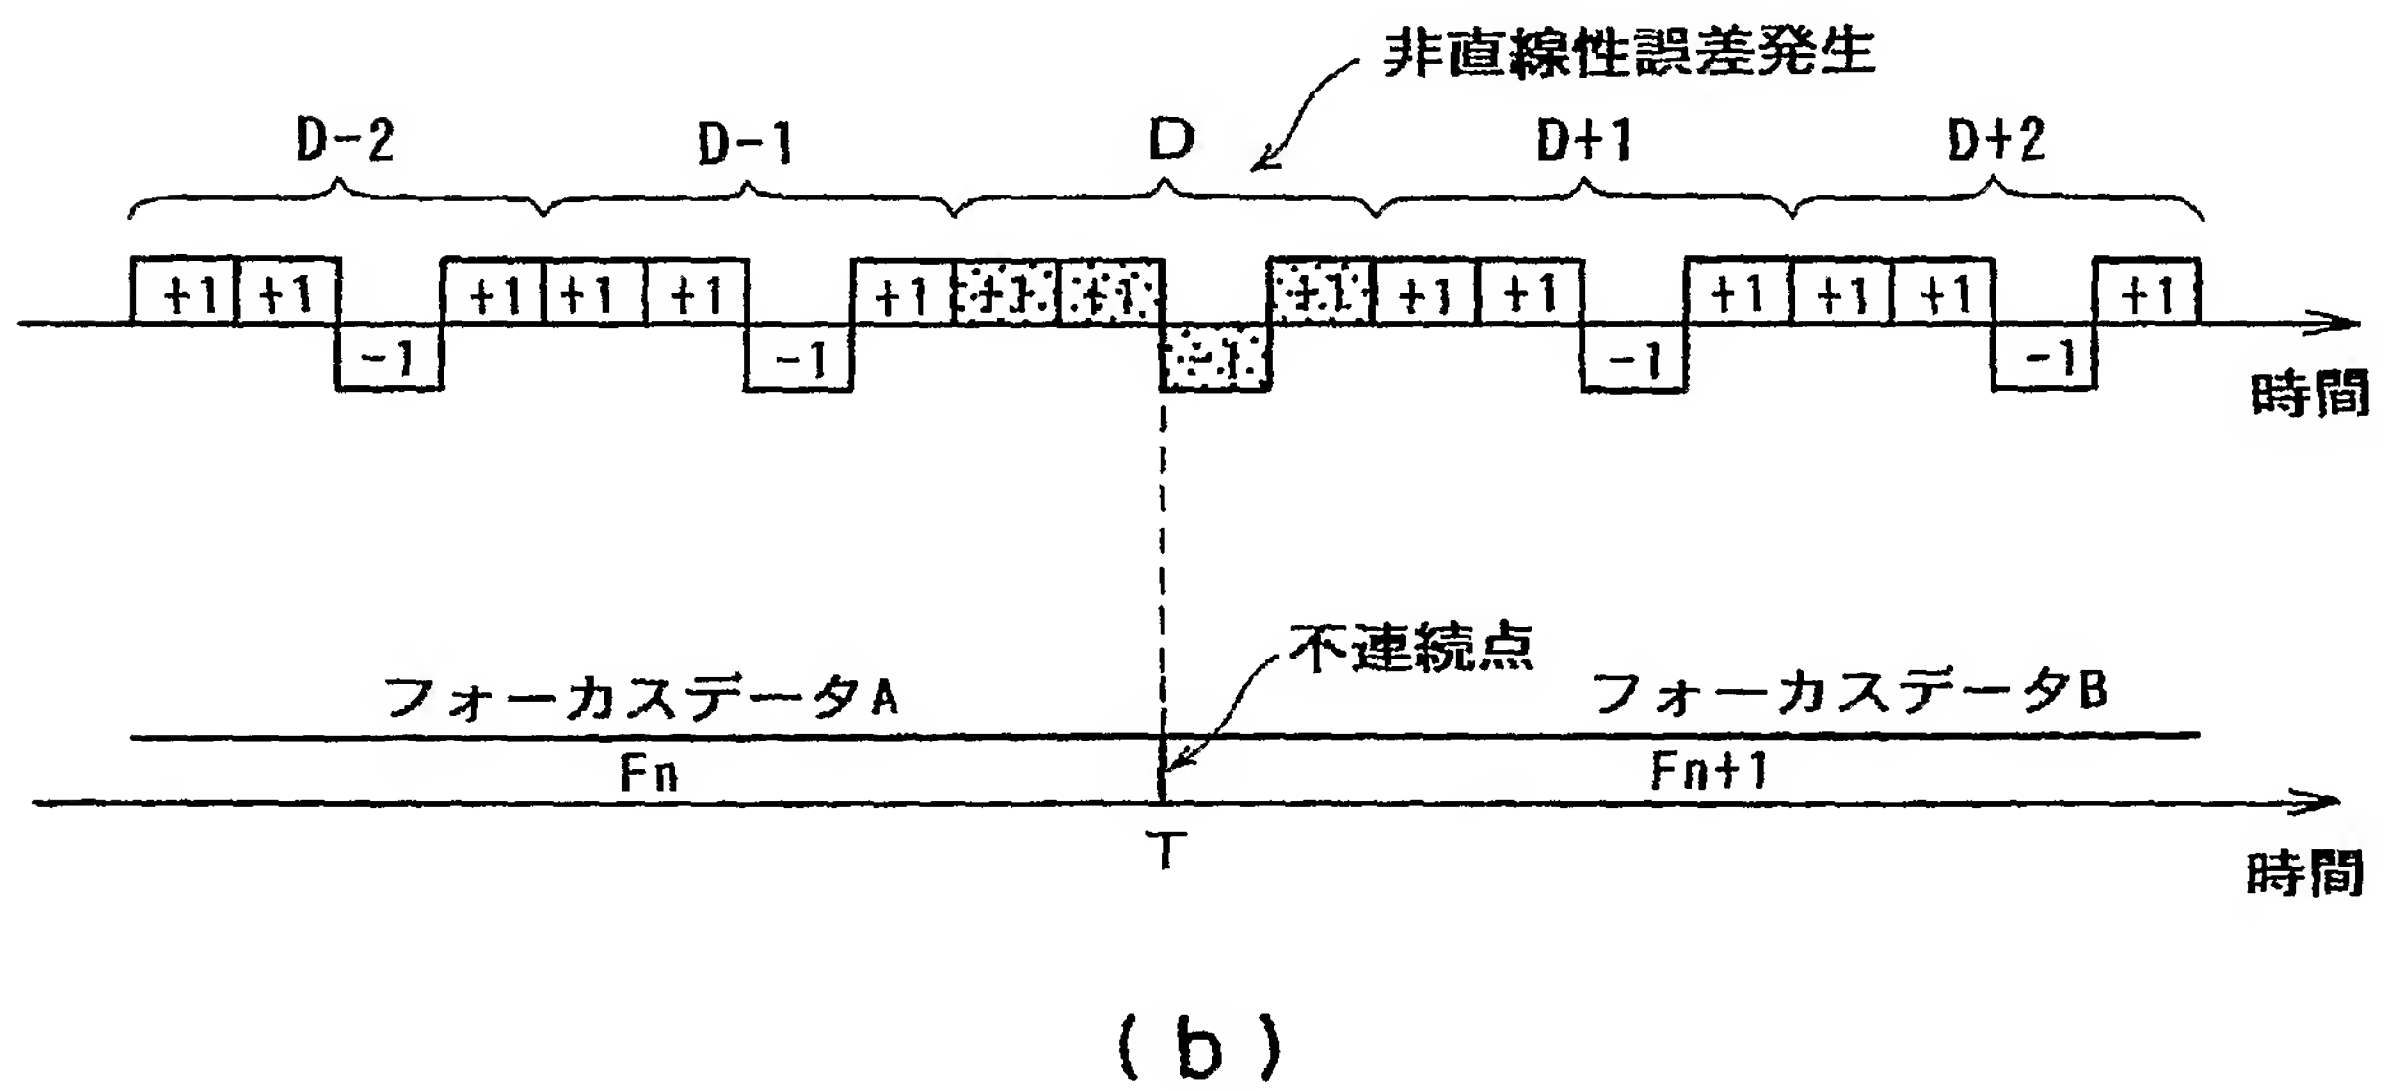 非直線性誤差発生
D-2 D-1 D D+1 D+2
+1 +1 +1 +1 +1 +1 +1 +1 +1 +1 +1 +1 +1 +1 +1
-1 -1 -1 -1 -1
時間
不連続点
フォーカスデータA フォーカスデータB
Fn Fn+1
T
時間
(b)